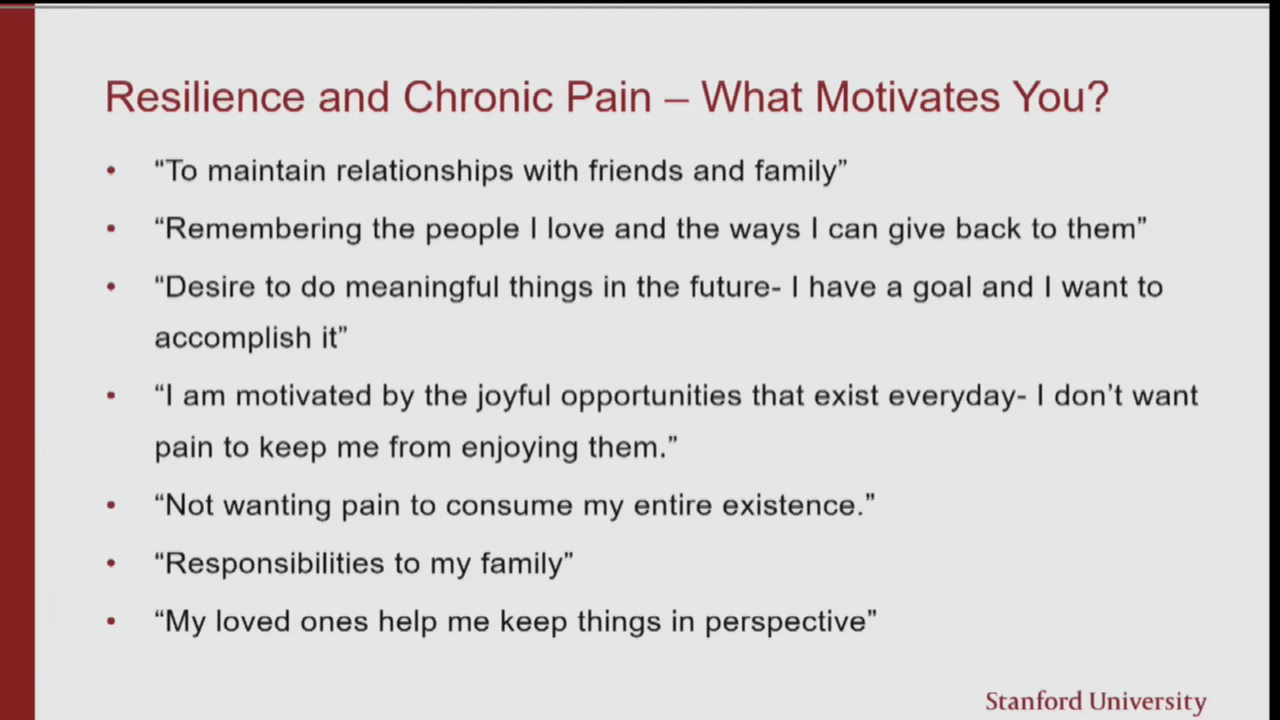 Resilience and Chronic Pain – What Motivates You?
• “To maintain relationships with friends and family”
• “Remembering the people I love and the ways I can give back to them”
• “Desire to do meaningful things in the future- I have a goal and I want to
accomplish it”
• “I am motivated by the joyful opportunities that exist everyday- I don’t want
pain to keep me from enjoying them.”
• “Not wanting pain to consume my entire existence.”
• “Responsibilities to my family”
• “My loved ones help me keep things in perspective”
Stanford University